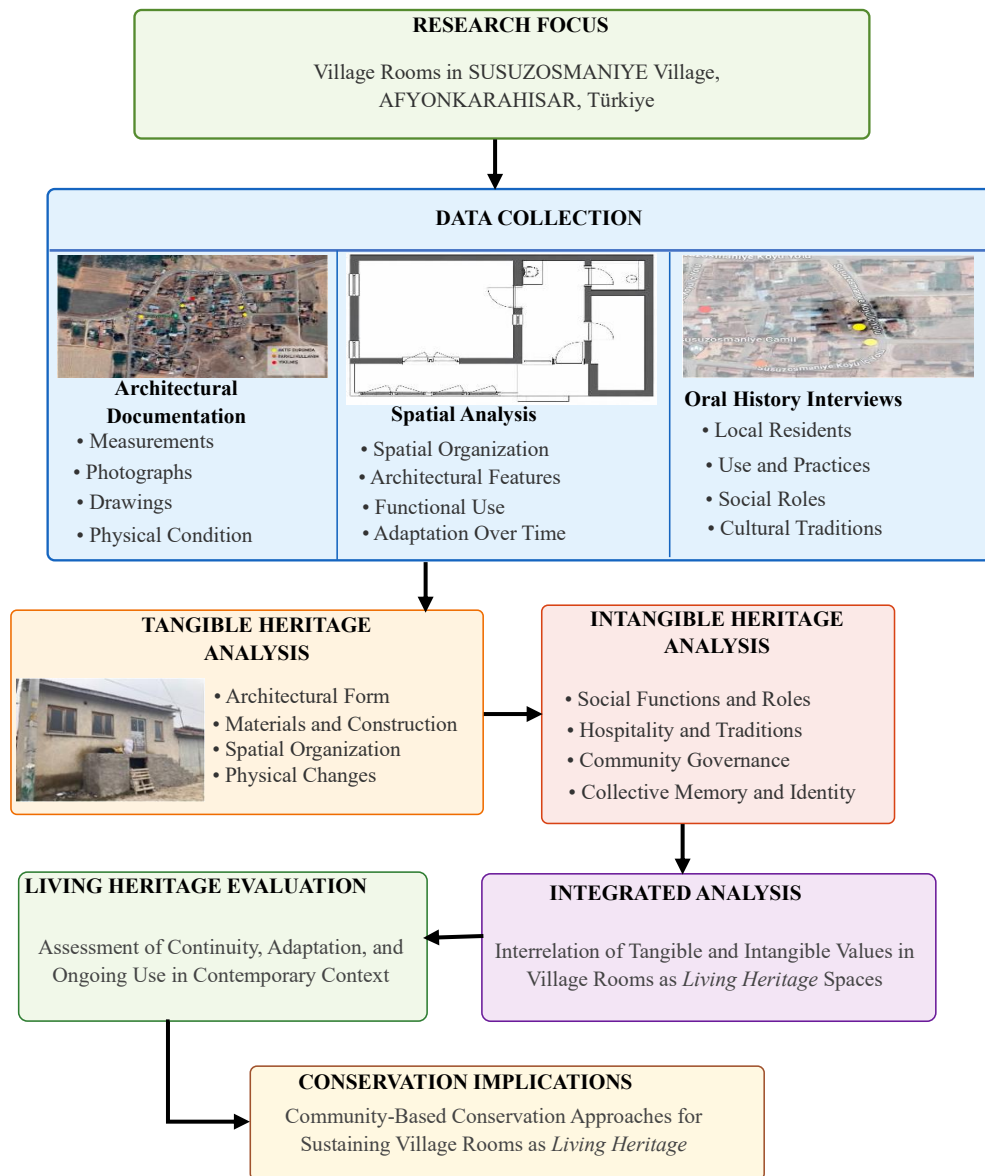 RESEARCH FOCUS
Village Rooms in SUSUZOSMANIYE Village,
AFYONKARAHISAR, Türkiye
DATA COLLECTION
Architectural
Documentation
• Measurements
• Photographs
• Drawings
• Physical Condition
Spatial Analysis
• Spatial Organization
• Architectural Features
• Functional Use
• Adaptation Over Time
Susuzosmaniye Camii
Oral History Interviews
• Local Residents
• Use and Practices
• Social Roles
• Cultural Traditions
TANGIBLE HERITAGE
ANALYSIS
• Architectural Form
• Materials and Construction
• Spatial Organization
• Physical Changes
INTANGIBLE HERITAGE
ANALYSIS
• Social Functions and Roles
• Hospitality and Traditions
• Community Governance
• Collective Memory and Identity
LIVING HERITAGE EVALUATION
Assessment of Continuity, Adaptation, and
Ongoing Use in Contemporary Context
INTEGRATED ANALYSIS
Interrelation of Tangible and Intangible Values in
Village Rooms as Living Heritage Spaces
CONSERVATION IMPLICATIONS
Community-Based Conservation Approaches for
Sustaining Village Rooms as Living Heritage